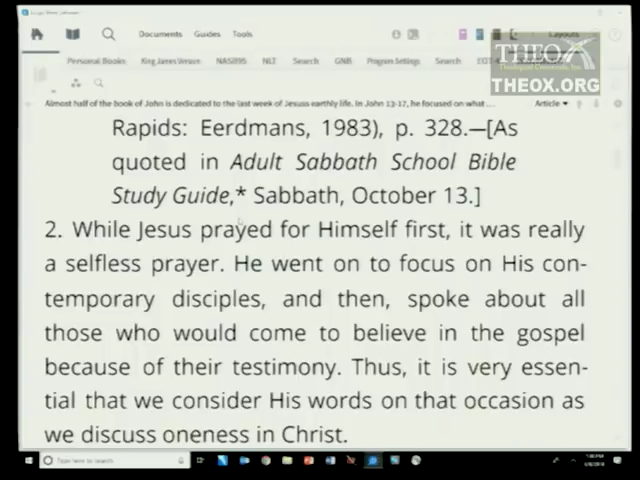 THEOX
THEOX.ORG
Documents Guides Tools Layouts
Personal Books King James Version NASB95 NLT Search GNB Program Settings Search
Almost half of the book of John is dedicated to the last week of Jesuss earthly life. In John 13-17, he focused on what ... Article
Rapids: Eerdmans, 1983), p. 328.—[As
quoted in Adult Sabbath School Bible
Study Guide,* Sabbath, October 13.]
2. While Jesus prayed for Himself first, it was really
a selfless prayer. He went on to focus on His con-
temporary disciples, and then, spoke about all
those who would come to believe in the gospel
because of their testimony. Thus, it is very essen-
tial that we consider His words on that occasion as
we discuss oneness in Christ.
Type here to search